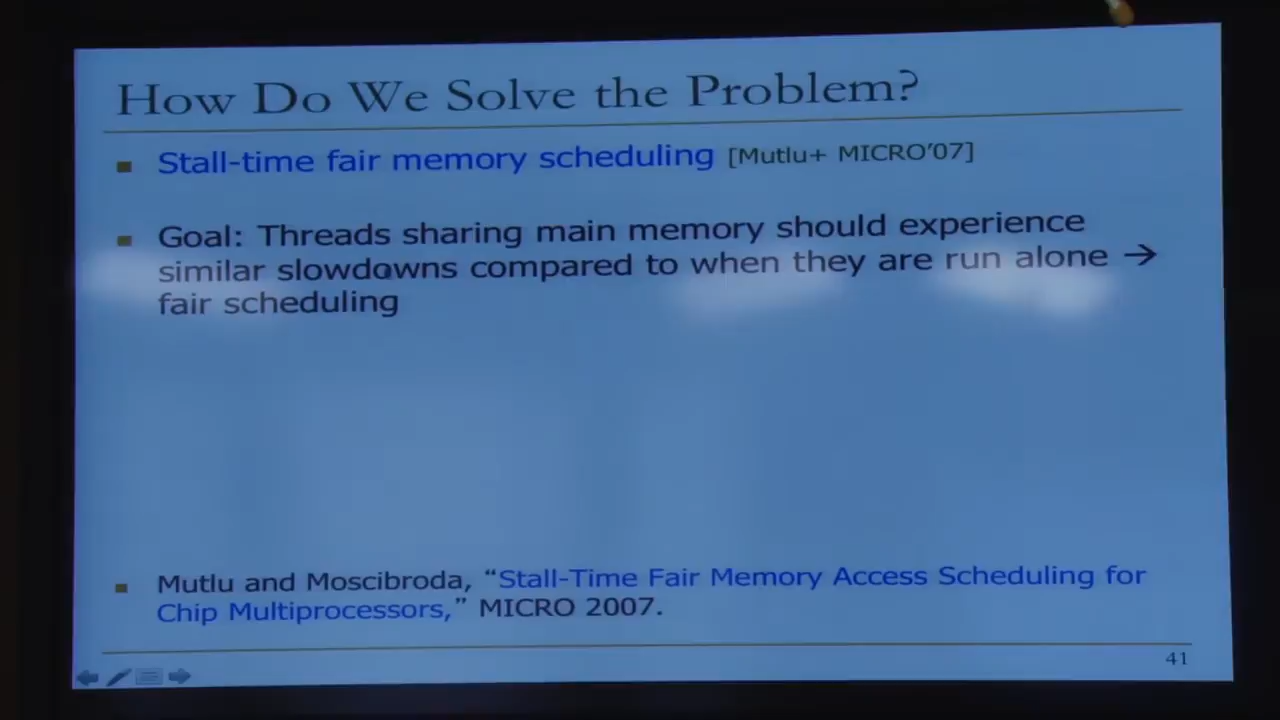 How Do We Solve the Problem?
Stall-time fair memory scheduling [Mutlu+ MICRO'07]
Goal: Threads sharing main memory should experience
similar slowdowns compared to when they are run alone →
fair scheduling
Mutlu and Moscibroda, “Stall-Time Fair Memory Access Scheduling for
Chip Multiprocessors,” MICRO 2007.
41